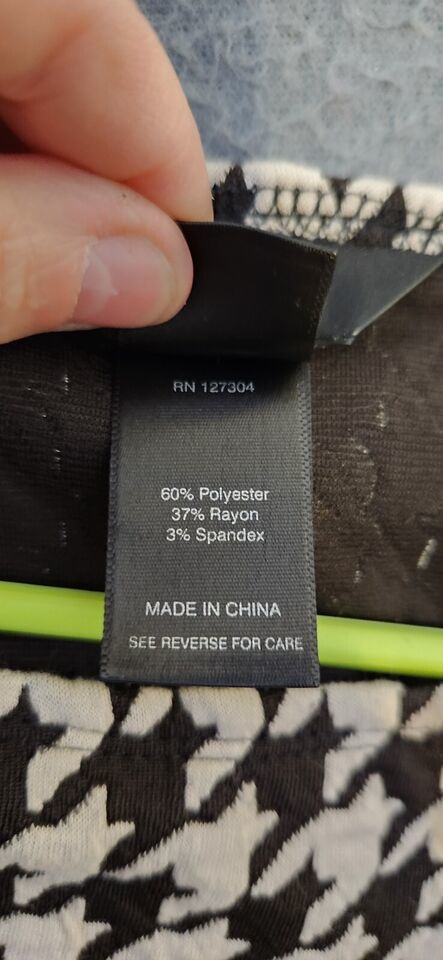 RN 127304
60% Polyester
37% Rayon
3% Spandex
MADE IN CHINA
SEE REVERSE FOR CARE